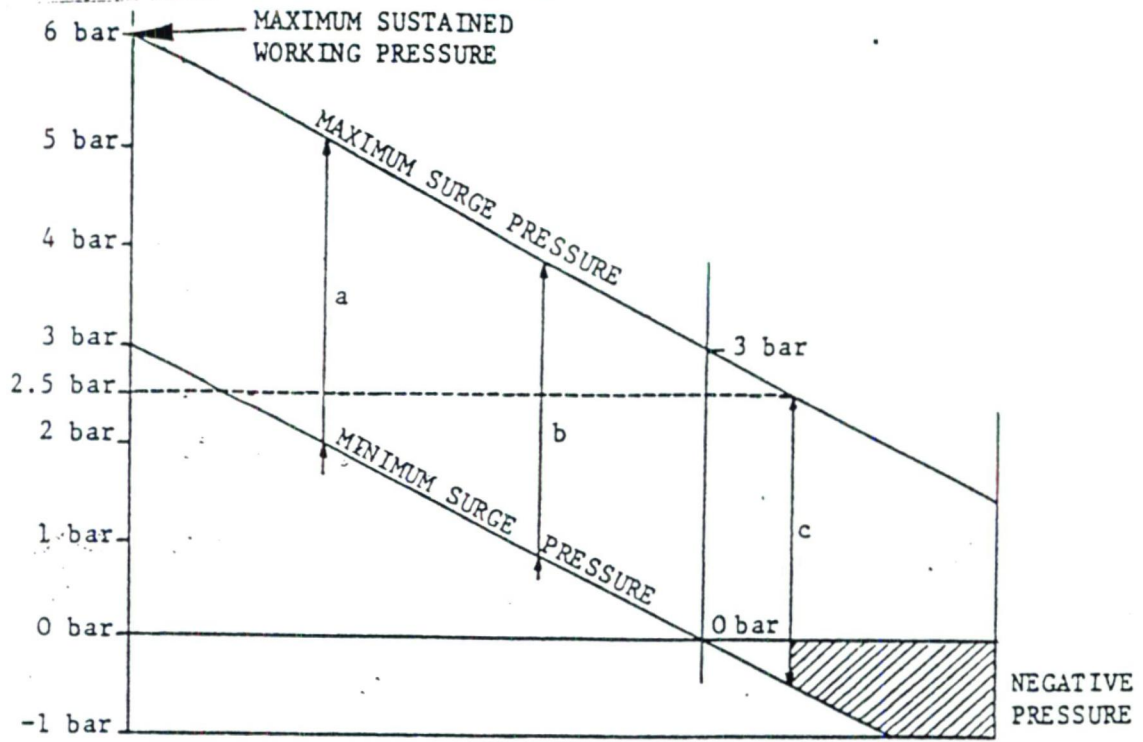 6 bar
MAXIMUM SUSTAINED
WORKING PRESSURE
5 bar
MAXIMUM SURGE PRESSURE
4 bar
a
3 bar
3 bar
2.5 bar
2 bar
b
MINIMUM SURGE PRESSURE
1 bar
c
0 bar
0 bar
NEGATIVE
PRESSURE
-1 bar